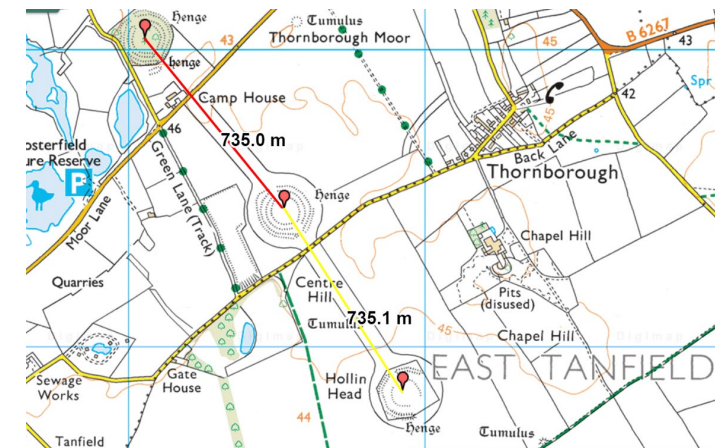 Henge
Tumulus
Thornborough Moor
43
45
B 6267
43
henge
Spr
Camp House
42
45
46
735.0 m
osterfield
ure Reserve
P
Back Lane
Thornborough
Green Lane (Track)
Henge
Moor Lane
Chapel Hill
Quarries
Centre
Hill
Pits
(disused)
735.1 m
Tumulus
45
Chapel Hill
EAST TANFIELD
Gate
House
Hollin
Head
Sewage
Works
44
Henge
Tumulus
Tanfield